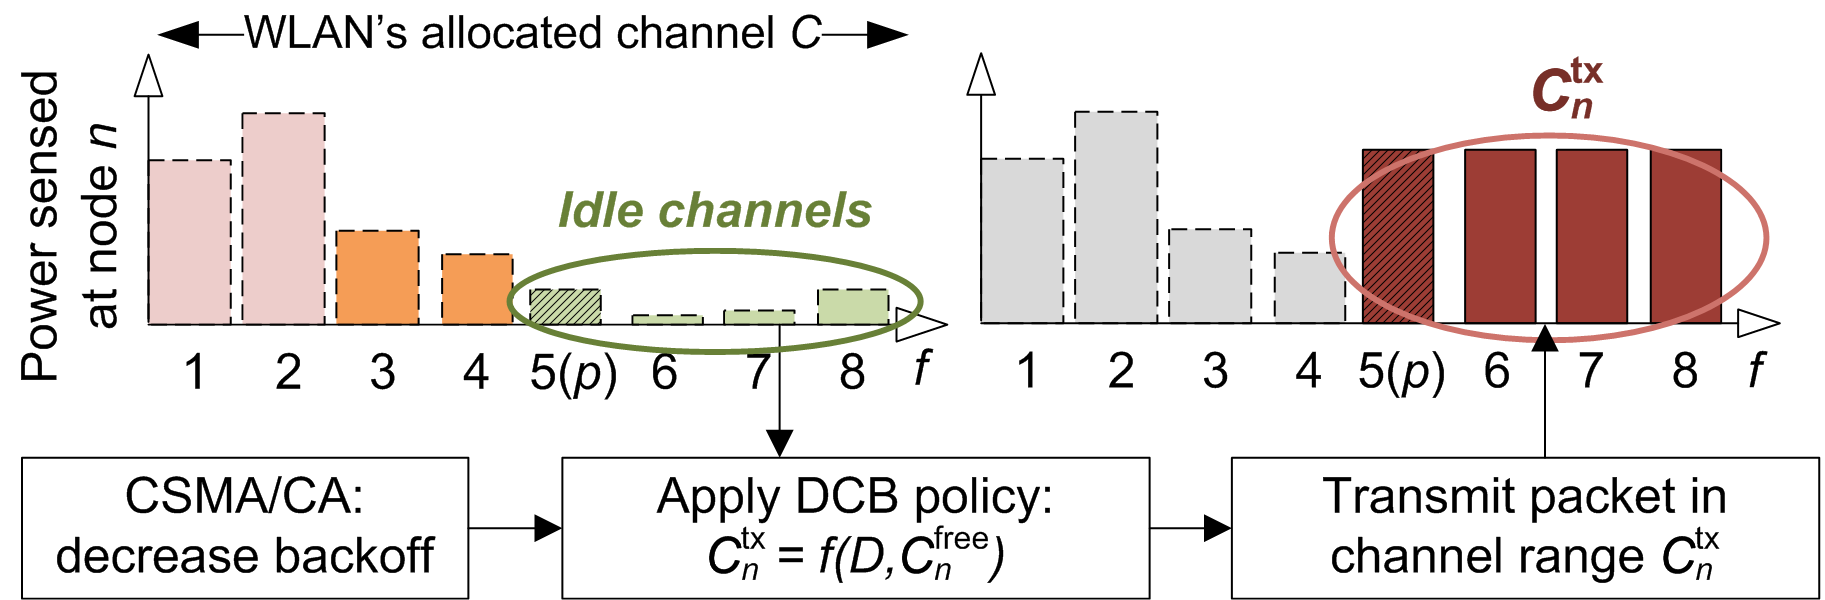 WLAN's allocated channel C
Power sensed
at node n
Idle channels
1 2 3 4 5(p) 6 7 8 f
C_n^tx
1 2 3 4 5(p) 6 7 8 f
CSMA/CA:
decrease backoff
Apply DCB policy:
C_n^tx = f(D,C_n^free)
Transmit packet in
channel range C_n^tx